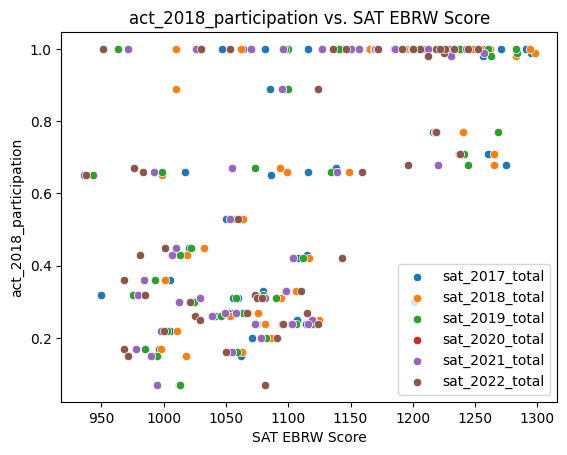 act_2018_participation vs. SAT EBRW Score
act_2018_participation
1.0
0.8
0.6
0.4
0.2
sat_2017_total
sat_2018_total
sat_2019_total
sat_2020_total
sat_2021_total
sat_2022_total
950
1000
1050
1100
1150
1200
1250
1300
SAT EBRW Score